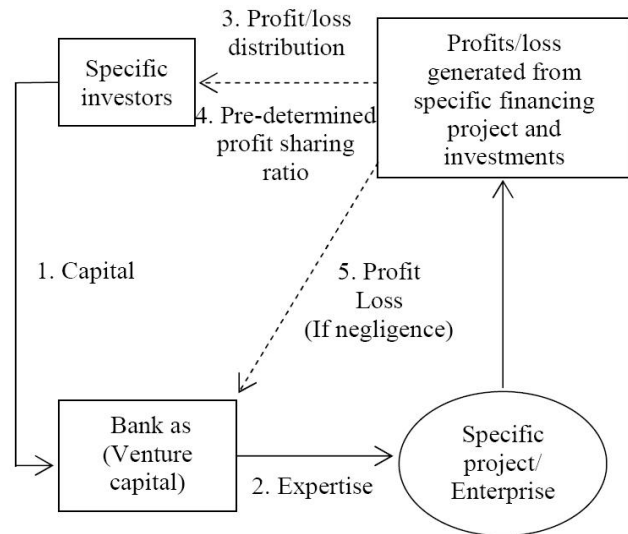 3. Profit/loss
distribution
Specific
investors
Profits/loss
generated from
specific financing
project and
investments
4. Pre-determined
profit sharing
ratio
1. Capital
5. Profit
Loss
(If negligence)
Bank as
(Venture
capital)
2. Expertise
Specific
project/
Enterprise